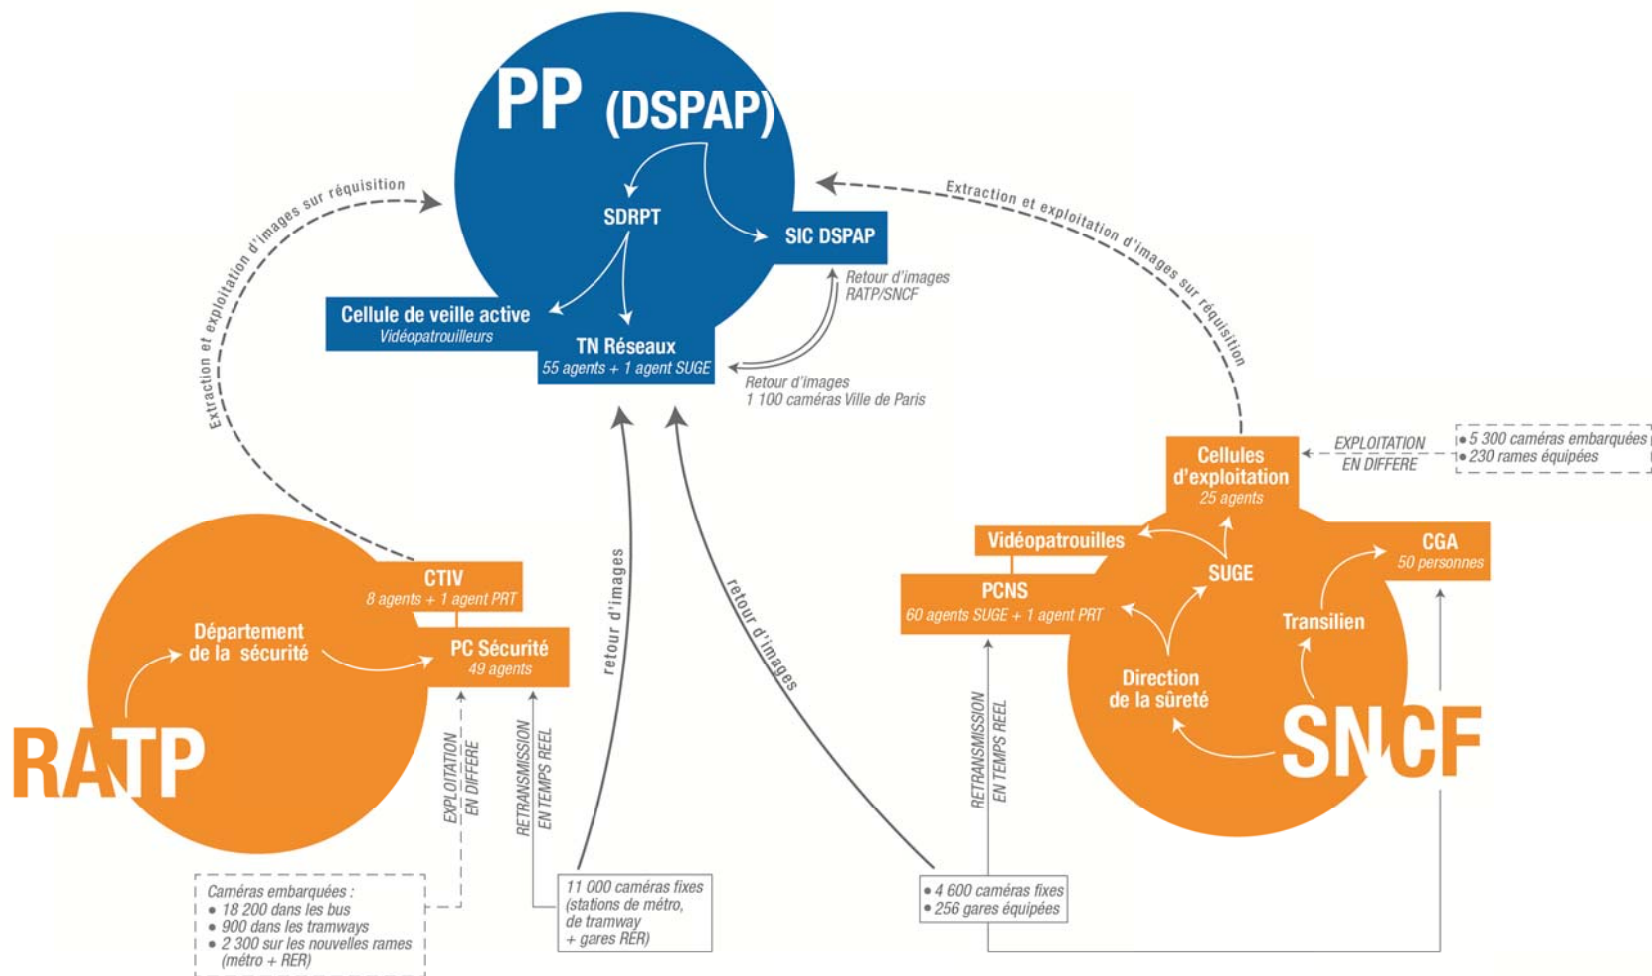 PP (DSPAP)
SDRPT
SIC DSPAP
Cellule de veille active
Vidéopatrouilleurs
TN Réseaux
55 agents + 1 agent SUGE
Retour d'images
RATP/SNCF
Retour d'images
1 100 caméras Ville de Paris
Extraction et exploitation d'images sur réquisition
Extraction et exploitation d'images sur réquisition
RATP
Département
de la sécurité
CTIV
8 agents + 1 agent PRT
PC Sécurité
49 agents
EXPLOITATION
EN DIFFERE
RETRANSMISSION
EN TEMPS REEL
Caméras embarquées :
• 18 200 dans les bus
• 900 dans les tramways
• 2 300 sur les nouvelles rames
(métro + RER)
11 000 caméras fixes
(stations de métro,
de tramway
+ gares RER)
retour d'images
retour d'images
Cellules
d'exploitation
25 agents
EXPLOITATION
EN DIFFERE
• 5 300 caméras embarquées
• 230 rames équipées
Vidéopatrouilles
PCNS
60 agents SUGE + 1 agent PRT
SUGE
CGA
50 personnes
Transilien
Direction
de la sûreté
SNCF
RETRANSMISSION
EN TEMPS REEL
• 4 600 caméras fixes
• 256 gares équipées